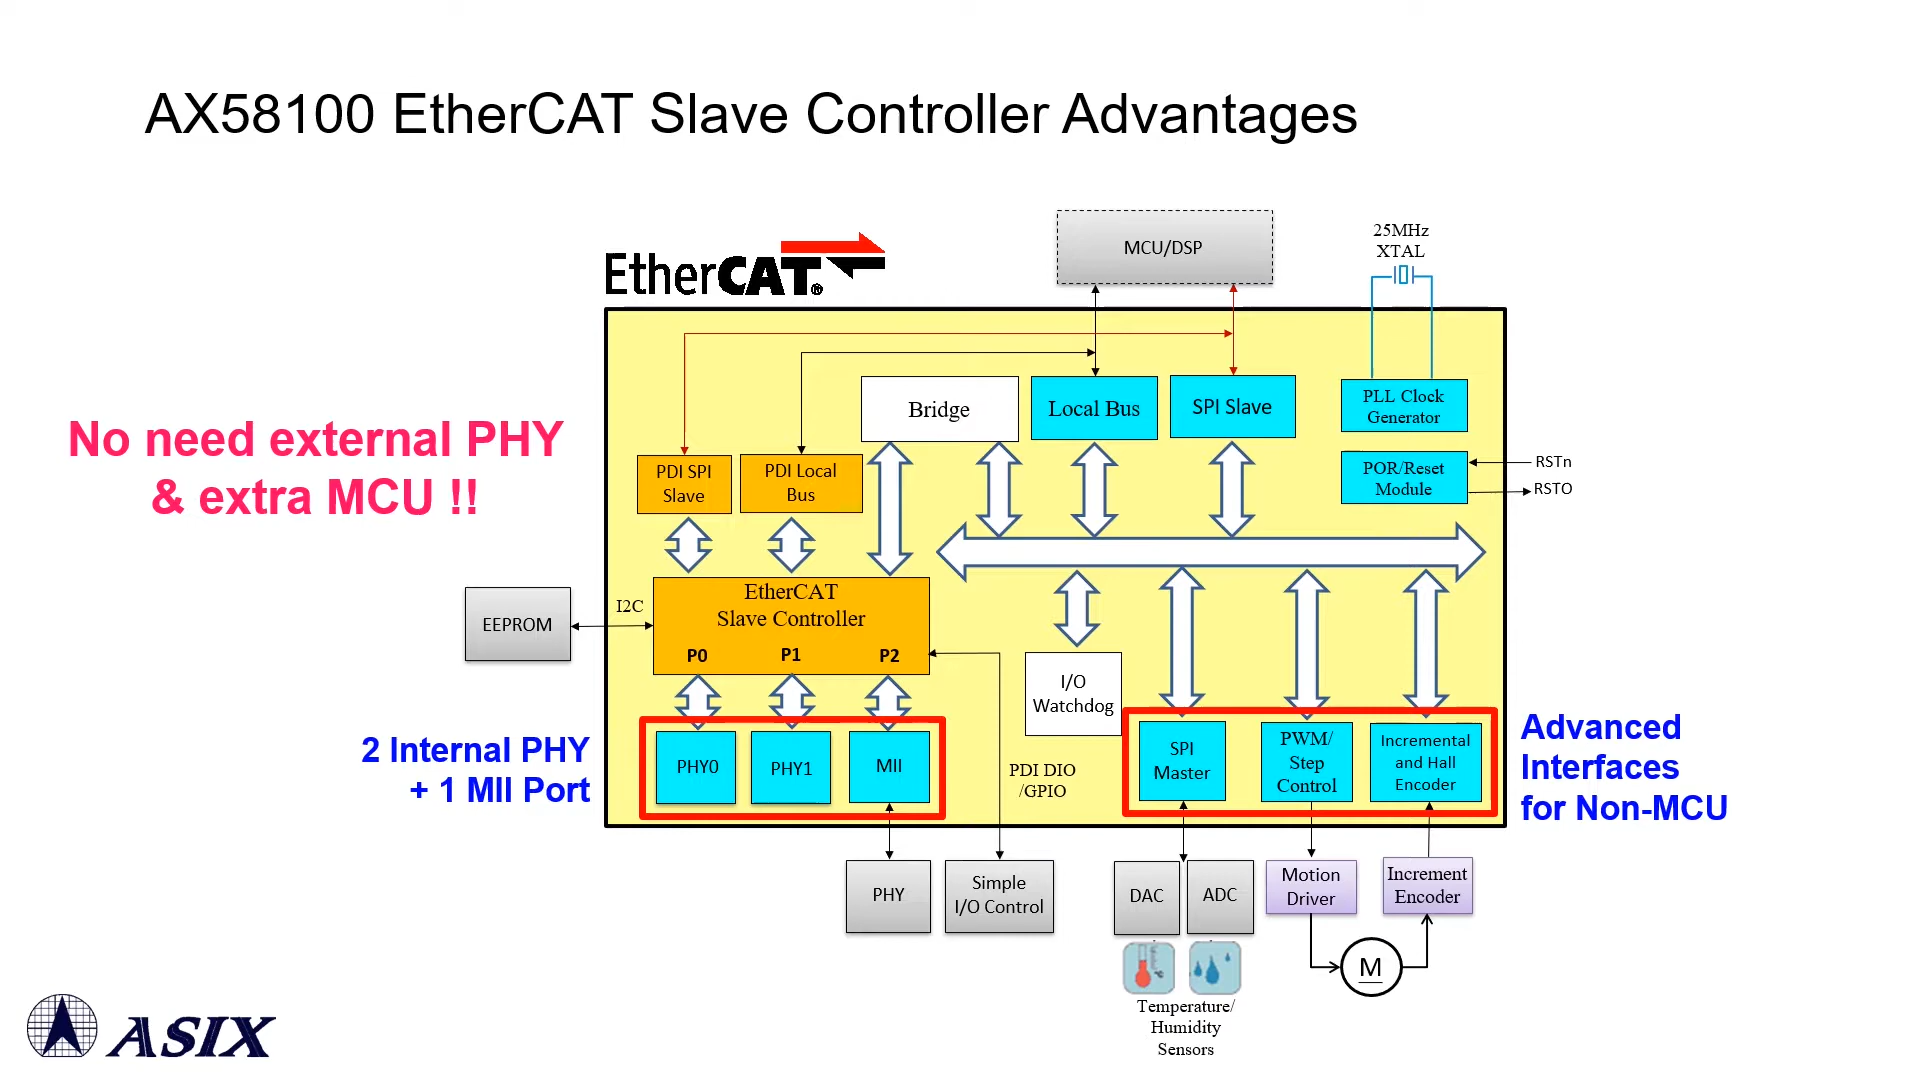 AX58100 EtherCAT Slave Controller Advantages
EtherCAT®
MCU/DSP
25MHz
XTAL
Bridge
Local Bus
SPI Slave
PLL Clock
Generator
No need external PHY
& extra MCU !!
PDI SPI
Slave
PDI Local
Bus
POR/Reset
Module
RSTn
RSTO
EEPROM
I2C
EtherCAT
Slave Controller
P0
P1
P2
I/O
Watchdog
2 Internal PHY
+ 1 MII Port
PHY0
PHY1
MII
PDI DIO
/GPIO
SPI
Master
PWM/
Step
Control
Incremental
and Hall
Encoder
Advanced
Interfaces
for Non-MCU
PHY
Simple
I/O Control
DAC
ADC
Motion
Driver
Increment
Encoder
M
Temperature/
Humidity
Sensors
ASIX